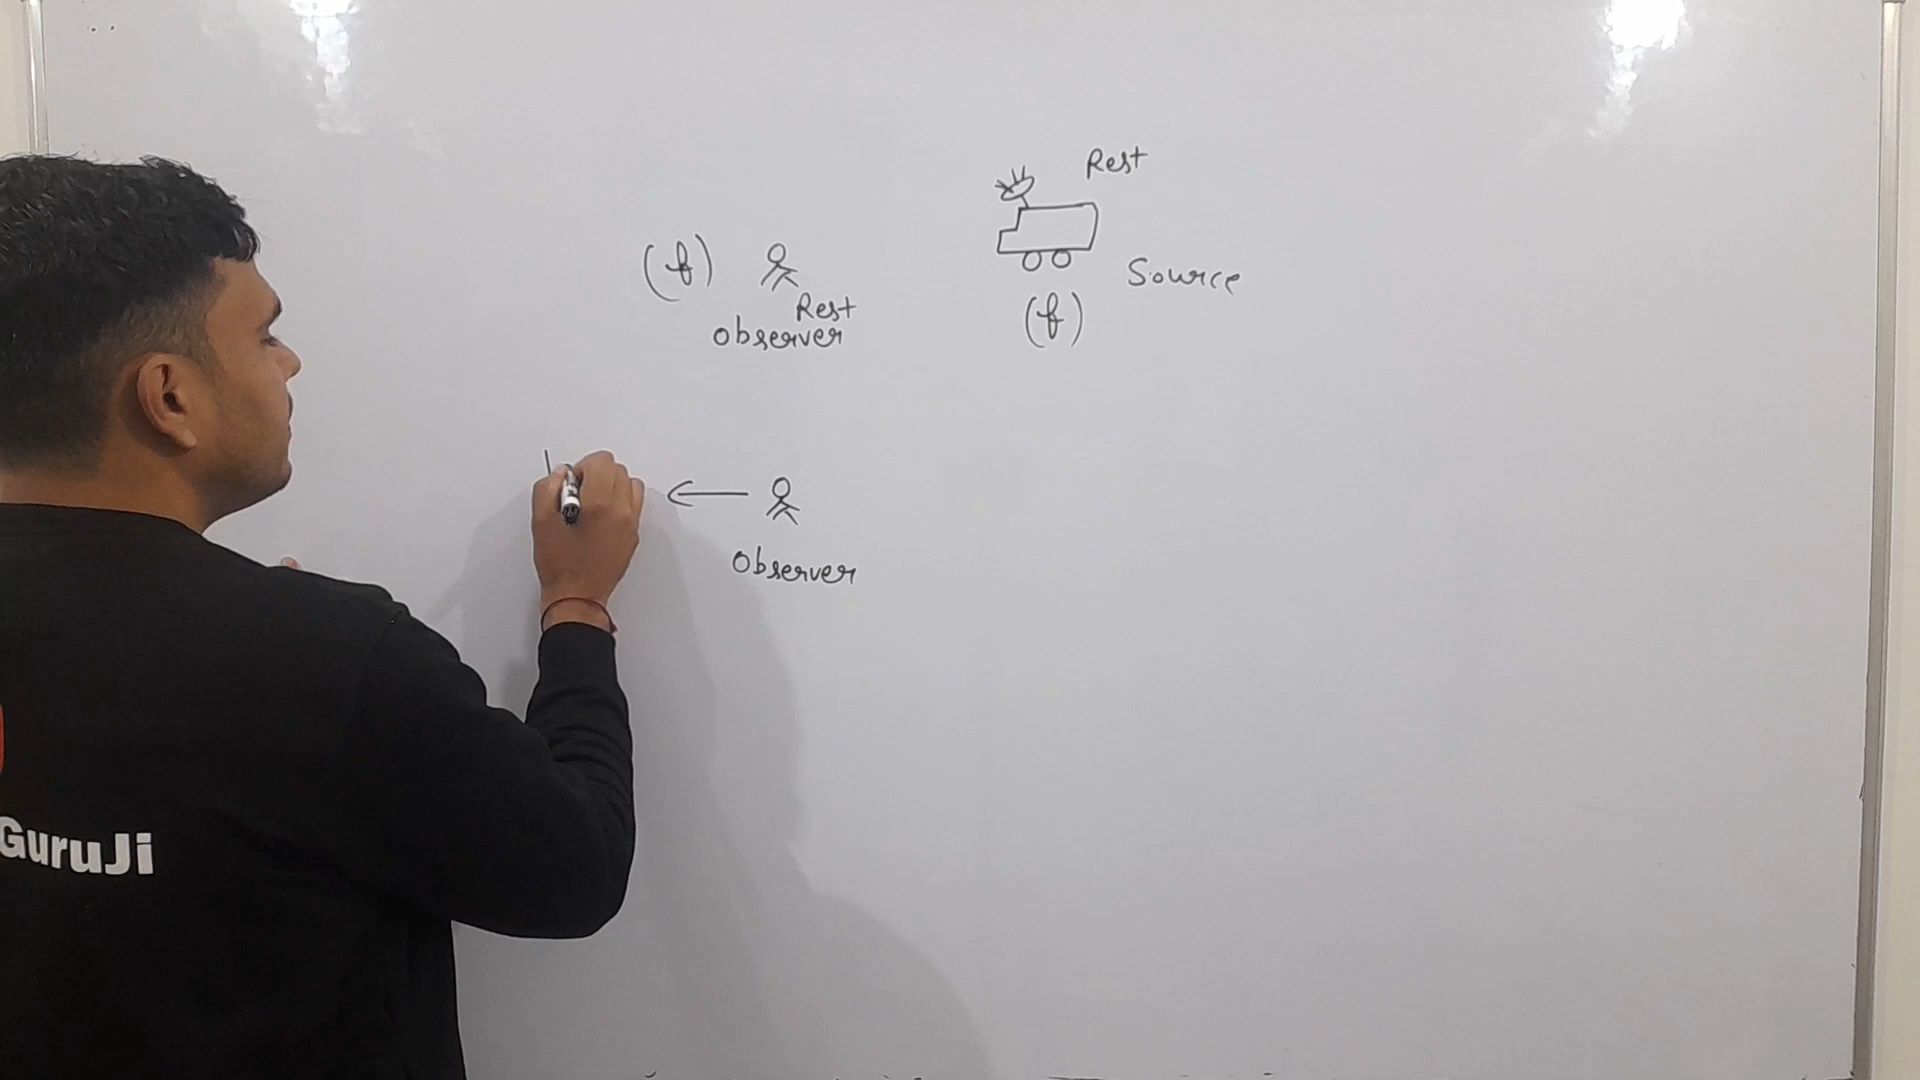 Rest
(f)
Rest
Source
observer
(f)
Observer
GuruJi